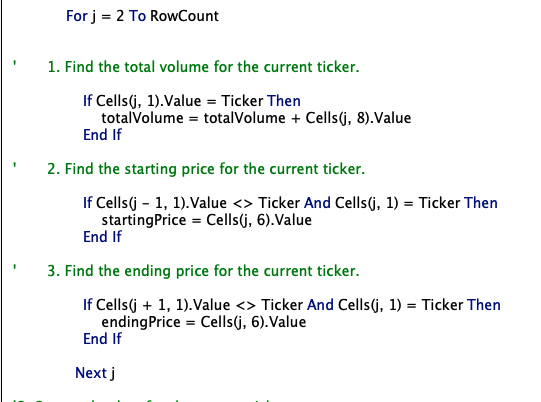 For j = 2 To RowCount
'     1. Find the total volume for the current ticker.
If Cells(j, 1).Value = Ticker Then
totalVolume = totalVolume + Cells(j, 8).Value
End If
'     2. Find the starting price for the current ticker.
If Cells(j - 1, 1).Value <> Ticker And Cells(j, 1) = Ticker Then
startingPrice = Cells(j, 6).Value
End If
'     3. Find the ending price for the current ticker.
If Cells(j + 1, 1).Value <> Ticker And Cells(j, 1) = Ticker Then
endingPrice = Cells(j, 6).Value
End If
Next j